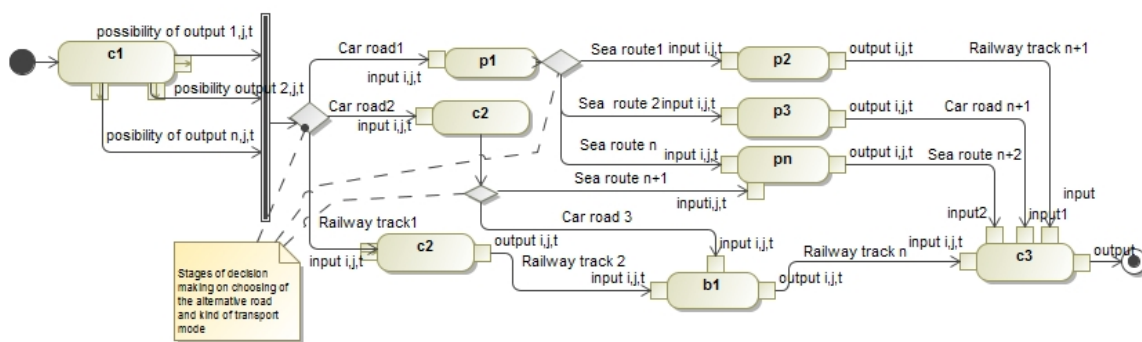 possibility of output 1,j,t
c1
posibility output 2,j,t
possibility of output n,j,t
Car road1
input i,j,t
p1
Car road2
input i,j,t
c2
Sea route1
input i,j,t
p2
output i,j,t
Railway track n+1
Sea route 2
input i,j,t
p3
output i,j,t
Car road n+1
Sea route n
input i,j,t
pn
output i,j,t
Sea route n+2
Sea route n+1
inputi,j,t
input
input2
input1
Railway track1
input i,j,t
c2
output i,j,t
Car road 3
input i,j,t
Railway track 2
input i,j,t
b1
output i,j,t
Railway track n
input i,j,t
c3
output
Stages of decision
making on choosing of
the alternative road
and kind of transport
mode